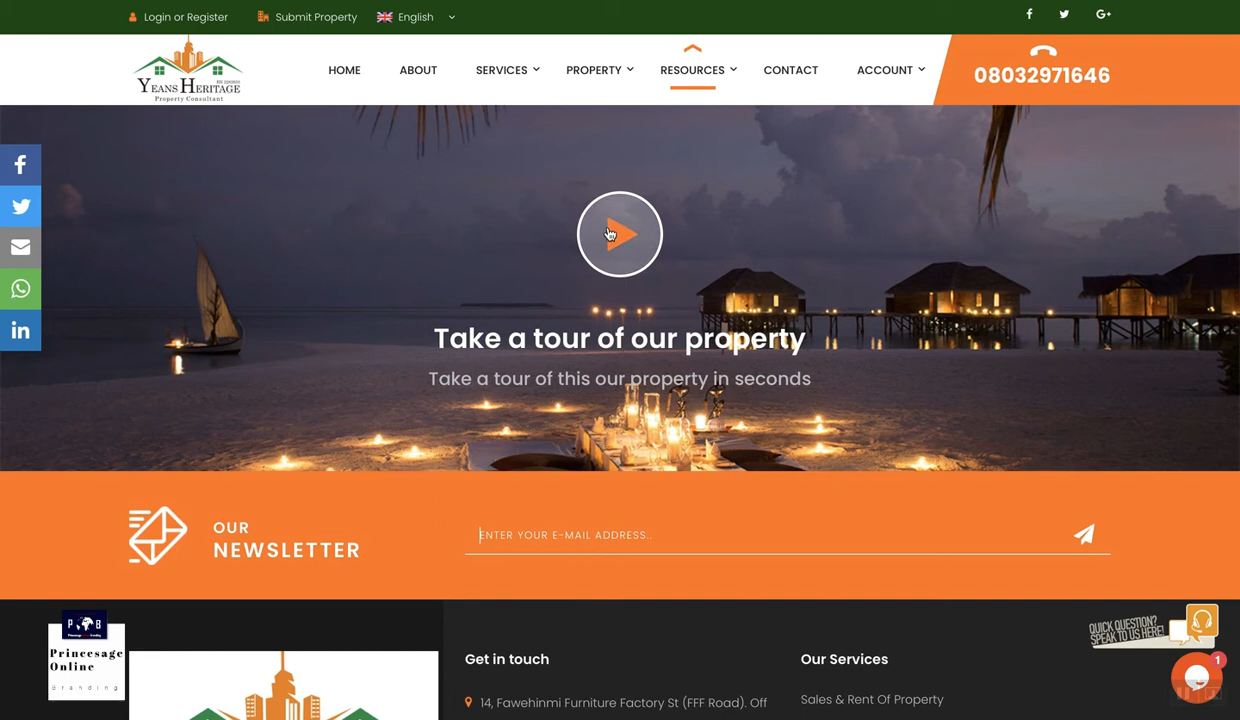 Login or Register
Submit Property
English
G+
RN 2393652
YEANS HERITAGE
Property Consultant
HOME
ABOUT
SERVICES
PROPERTY
RESOURCES
CONTACT
ACCOUNT
08032971646
Take a tour of our property
Take a tour of this our property in seconds
OUR
NEWSLETTER
ENTER YOUR E-MAIL ADDRESS..
P B
Princesage
Online
branding
QUICK QUESTION?
SPEAK TO US HERE!
1
Get in touch
14, Fawehinmi Furniture Factory St (FFF Road). Off
Our Services
Sales & Rent Of Property